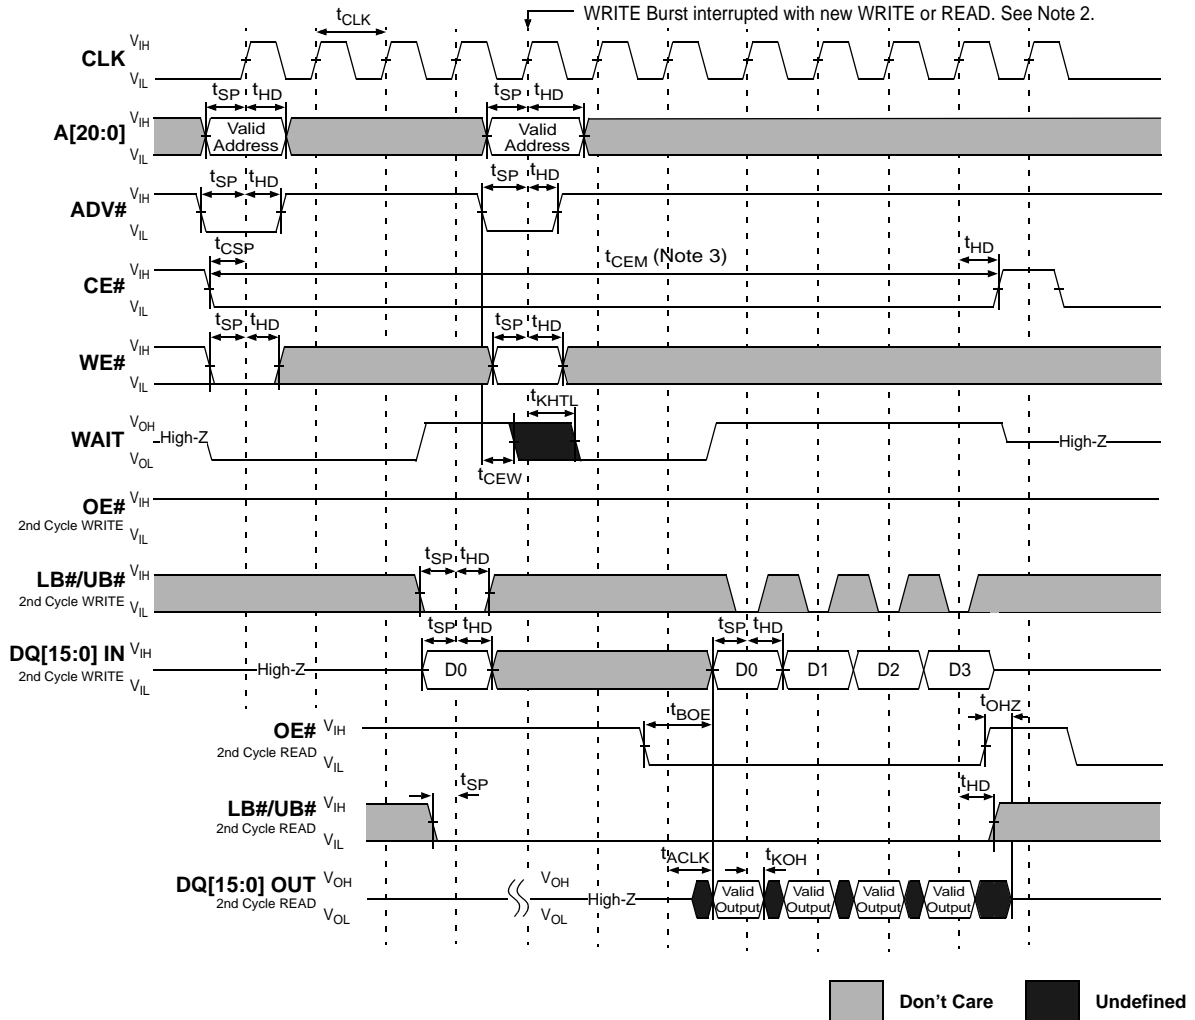 WRITE Burst interrupted with new WRITE or READ. See Note 2.
tCLK
CLK VIH
VIL
tSP tHD tSP tHD
A[20:0] VIH
VIL
Valid Address Valid Address
tSP tHD tSP tHD
ADV# VIH
VIL
tCSP tCEM (Note 3) tHD
CE# VIH
VIL
tSP tHD tSP tHD
WE# VIH
VIL
tKHTL
WAIT VOH
VOL
High-Z High-Z
tCEW
OE# VIH
2nd Cycle WRITE VIL
tSP tHD
LB#/UB# VIH
2nd Cycle WRITE VIL
tSP tHD tSP tHD
DQ[15:0] IN VIH
2nd Cycle WRITE VIL
High-Z D0 D0 D1 D2 D3
tBOE tOHZ
OE# VIH
2nd Cycle READ VIL
tSP tHD
LB#/UB# VIH
2nd Cycle READ VIL
tACLK tKOH
DQ[15:0] OUT VOH VOH
2nd Cycle READ VOL VOL
High-Z Valid Output Valid Output Valid Output Valid Output
Don't Care Undefined